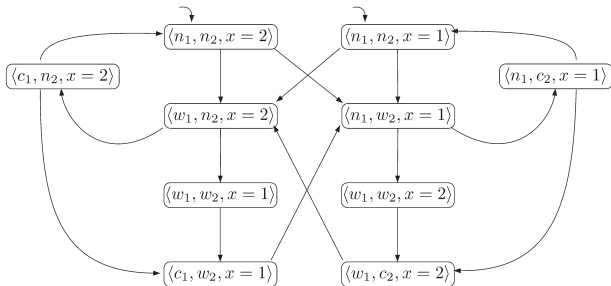 ⟨n₁, n₂, x = 2⟩ ⟨n₁, n₂, x = 1⟩
⟨c₁, n₂, x = 2⟩ ⟨n₁, c₂, x = 1⟩
⟨w₁, n₂, x = 2⟩ ⟨n₁, w₂, x = 1⟩
⟨w₁, w₂, x = 1⟩ ⟨w₁, w₂, x = 2⟩
⟨c₁, w₂, x = 1⟩ ⟨w₁, c₂, x = 2⟩